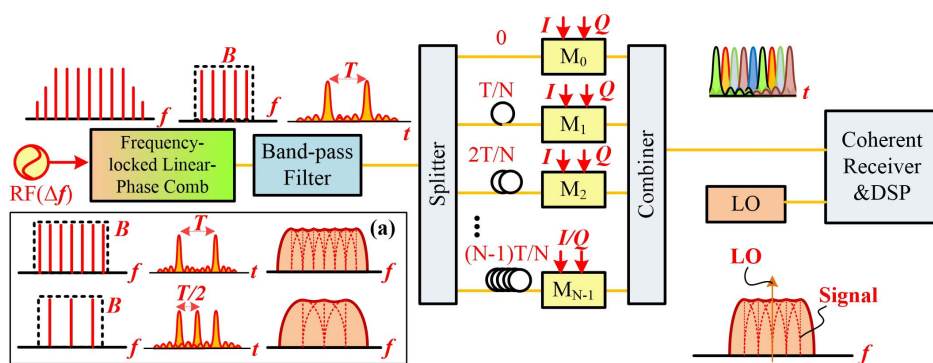 B
T
f
f
t
RF(Δf)
Frequency-
locked Linear-
Phase Comb
Band-pass
Filter
Splitter
0
I
Q
M0
T/N
I
Q
M1
2T/N
I
Q
M2
(N-1)T/N
I/Q
MN-1
Combiner
t
LO
Coherent
Receiver
&DSP
LO
Signal
f
(a)
B
T
f
t
f
B
T/2
f
t
f